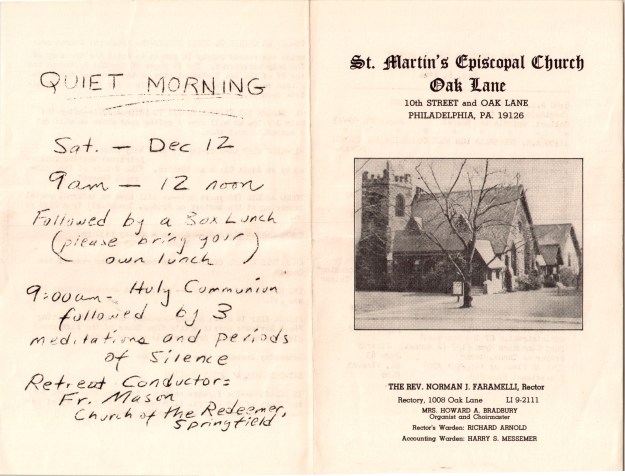 QUIET MORNING
Sat. – Dec 12
9am – 12 noon
Followed by a Box Lunch
(please bring your
own lunch)
9:00am- Holy Communion
followed by 3
meditations and periods
of Silence
Retreat Conductor:
Fr. Mason
Church of the Redeemer,
Springfield
St. Martin's Episcopal Church
Oak Lane
10th STREET and OAK LANE
PHILADELPHIA, PA. 19126
THE REV. NORMAN J. FARAMELLI, Rector
Rectory, 1008 Oak Lane LI 9-2111
MRS. HOWARD A. BRADBURY
Organist and Choirmaster
Rector's Warden: RICHARD ARNOLD
Accounting Warden: HARRY S. MESSEMER